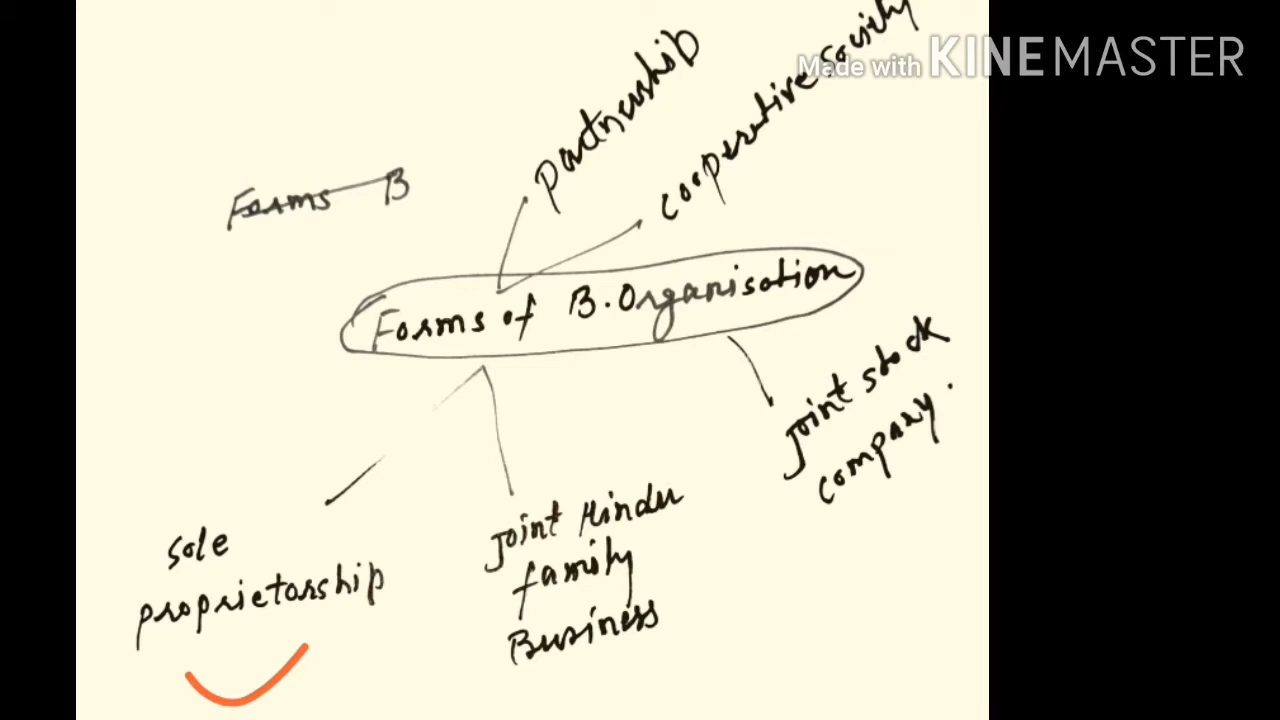 Made with KINEMASTER
partnership
cooperative society
Forms B
Forms of B. Organisation
Joint stock
company.
sole
proprietorship
Joint Hindu
family
Business